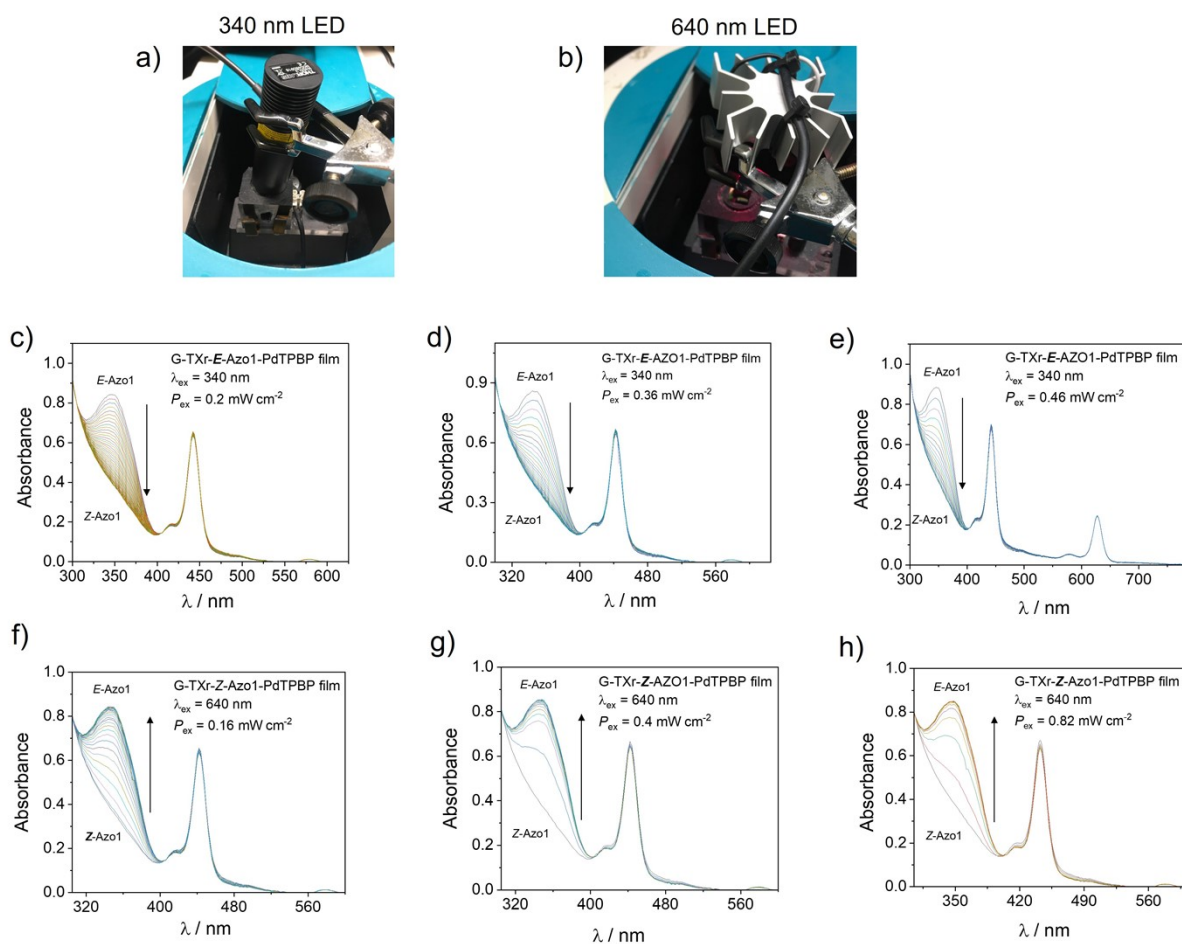 340 nm LED
640 nm LED
a)
b)
c)
G-TXr-E-Azo1-PdTPBP film
λex = 340 nm
Pex = 0.2 mW cm-2
E-Azo1
Z-Azo1
Absorbance
1.0
0.8
0.6
0.4
0.2
0.0
300 350 400 450 500 550 600
λ / nm
d)
G-TXr-E-AZO1-PdTPBP film
λex = 340 nm
Pex = 0.36 mW cm-2
E-Azo1
Z-Azo1
Absorbance
0.9
0.6
0.3
0.0
320 400 480 560
λ / nm
e)
G-TXr-E-AZO1-PdTPBP film
λex = 340 nm
Pex = 0.46 mW cm-2
E-Azo1
Z-Azo1
Absorbance
1.0
0.8
0.6
0.4
0.2
0.0
300 400 500 600 700
λ / nm
f)
G-TXr-Z-Azo1-PdTPBP film
λex = 640 nm
Pex = 0.16 mW cm-2
E-Azo1
Z-Azo1
Absorbance
1.0
0.8
0.6
0.4
0.2
0.0
320 400 480 560
λ / nm
g)
G-TXr-Z-AZO1-PdTPBP film
λex = 640 nm
Pex = 0.4 mW cm-2
E-Azo1
Z-Azo1
Absorbance
1.0
0.8
0.6
0.4
0.2
0.0
320 400 480 560
λ / nm
h)
G-TXr-Z-Azo1-PdTPBP film
λex = 640 nm
Pex = 0.82 mW cm-2
E-Azo1
Z-Azo1
Absorbance
1.0
0.8
0.6
0.4
0.2
0.0
350 420 490 560
λ / nm